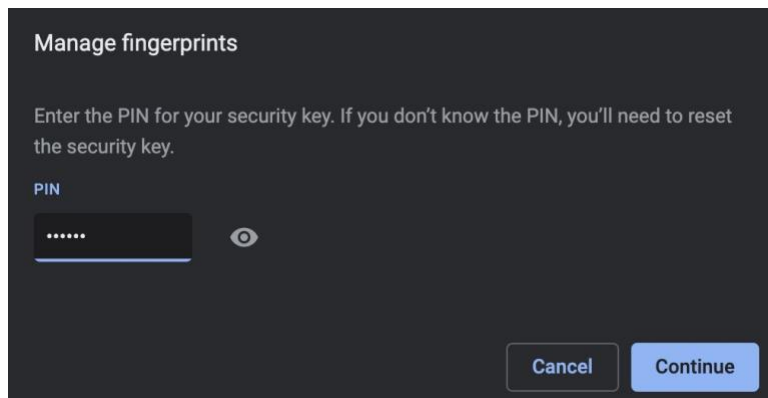 Manage fingerprints
Enter the PIN for your security key. If you don’t know the PIN, you’ll need to reset
the security key.
PIN
••••••
Cancel Continue